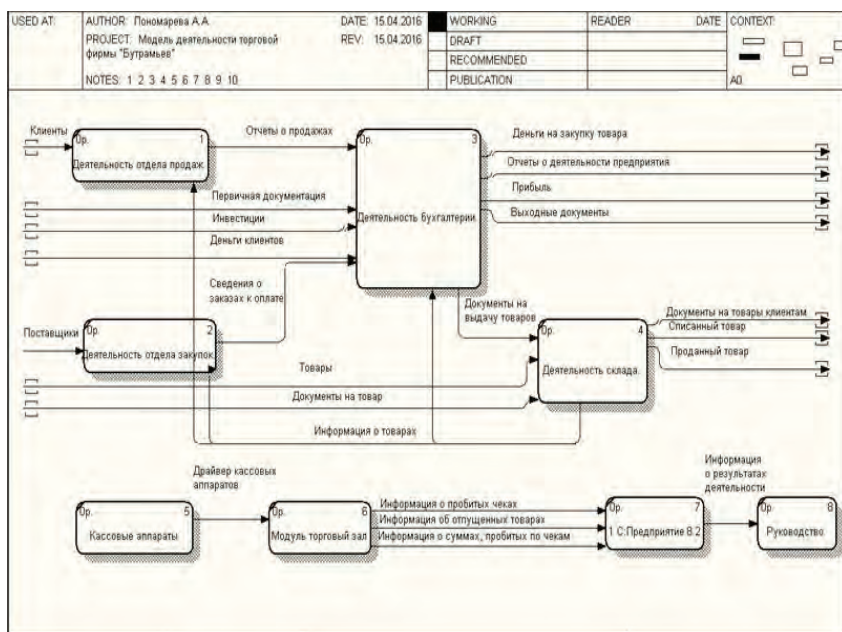 USED AT:
AUTHOR: Пономарева А.А.
DATE: 15.04.2016
WORKING
READER
DATE
CONTEXT:
PROJECT: Модель деятельности торговой
фирмы "Бутрамьев"
REV: 15.04.2016
DRAFT
RECOMMENDED
NOTES: 1 2 3 4 5 6 7 8 9 10
PUBLICATION
A0
Клиенты
0р.
1
Деятельность отдела продаж.
Отчеты о продажах
0р.
3
Деятельность бухгалтерии.
Деньги на закупку товара
Отчеты о деятельности предприятия
Прибыль
Выходные документы
Первичная документация
Инвестиции
Деньги клиентов
Сведения о
заказах к оплате
Документы на
выдачу товаров
Поставщики
0р.
2
Деятельность отдела закупок.
0р.
4
Деятельность склада.
Документы на товары клиентам
Списанный товар
Проданный товар
Товары
Документы на товар
Информация о товарах
Драйвер кассовых
аппаратов
Информация
о результатах
деятельности
0р.
5
Кассовые аппараты
0р.
6
Модуль торговый зал
Информация о пробитых чеках
Информация об отпущенных товарах
Информация о суммах, пробитых по чекам
0р.
7
1 С:Предприятие 8.2
0р.
8
Руководство